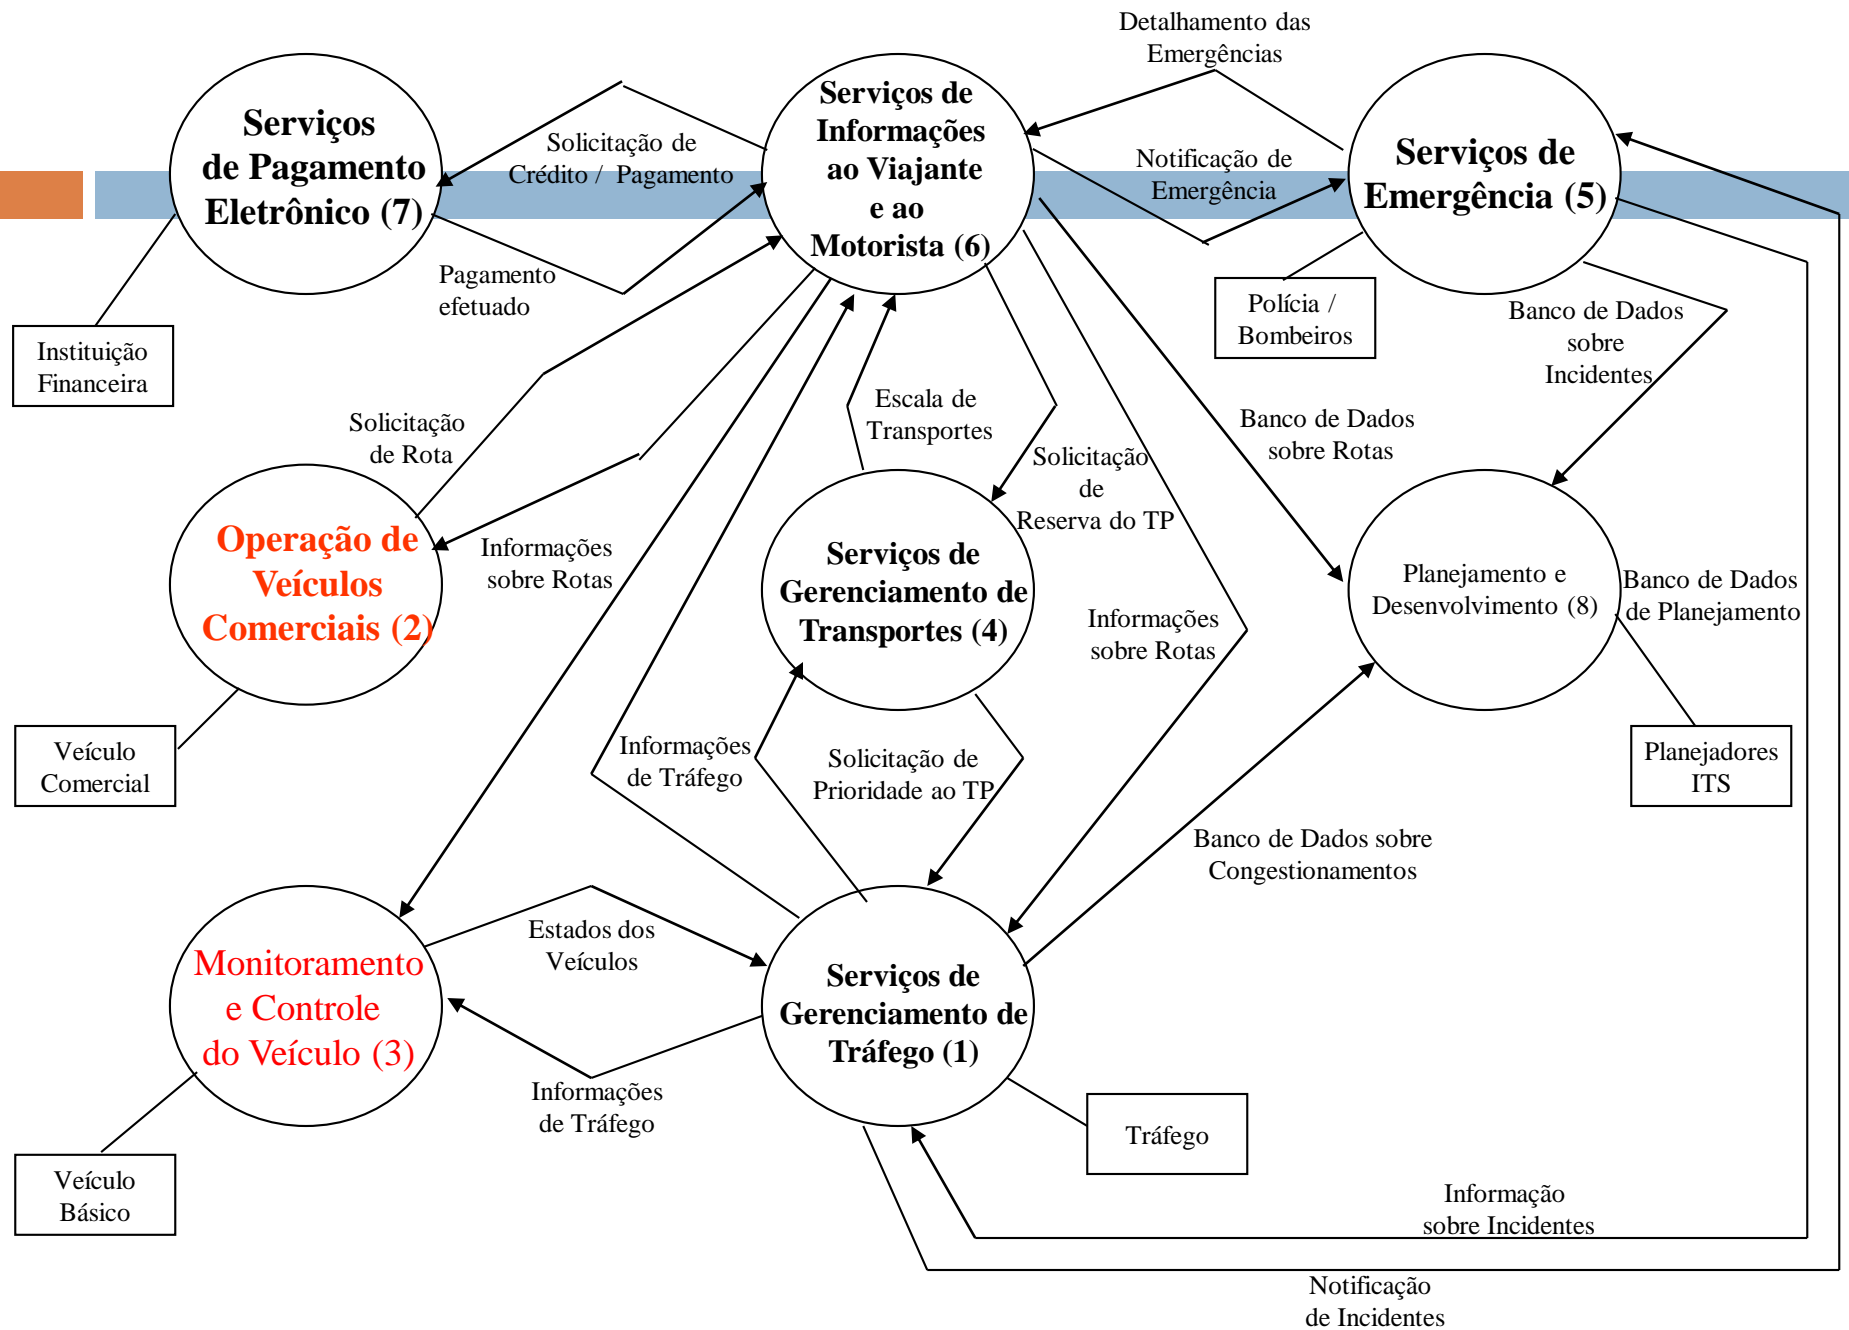 Detalhamento das
Emergências
Serviços
de Pagamento
Eletrônico (7)
Solicitação de
Crédito / Pagamento
Serviços de
Informações
ao Viajante
e ao
Motorista (6)
Notificação de
Emergência
Serviços de
Emergência (5)
Pagamento
efetuado
Instituição
Financeira
Polícia /
Bombeiros
Banco de Dados
sobre
Incidentes
Solicitação
de Rota
Escala de
Transportes
Solicitação
de
Reserva do TP
Banco de Dados
sobre Rotas
Operação de
Veículos
Comerciais (2)
Informações
sobre Rotas
Serviços de
Gerenciamento de
Transportes (4)
Informações
sobre Rotas
Planejamento e
Desenvolvimento (8)
Banco de Dados
de Planejamento
Veículo
Comercial
Informações
de Tráfego
Solicitação de
Prioridade ao TP
Planejadores
ITS
Banco de Dados sobre
Congestionamentos
Monitoramento
e Controle
do Veículo (3)
Estados dos
Veículos
Serviços de
Gerenciamento de
Tráfego (1)
Informações
de Tráfego
Tráfego
Veículo
Básico
Informação
sobre Incidentes
Notificação
de Incidentes